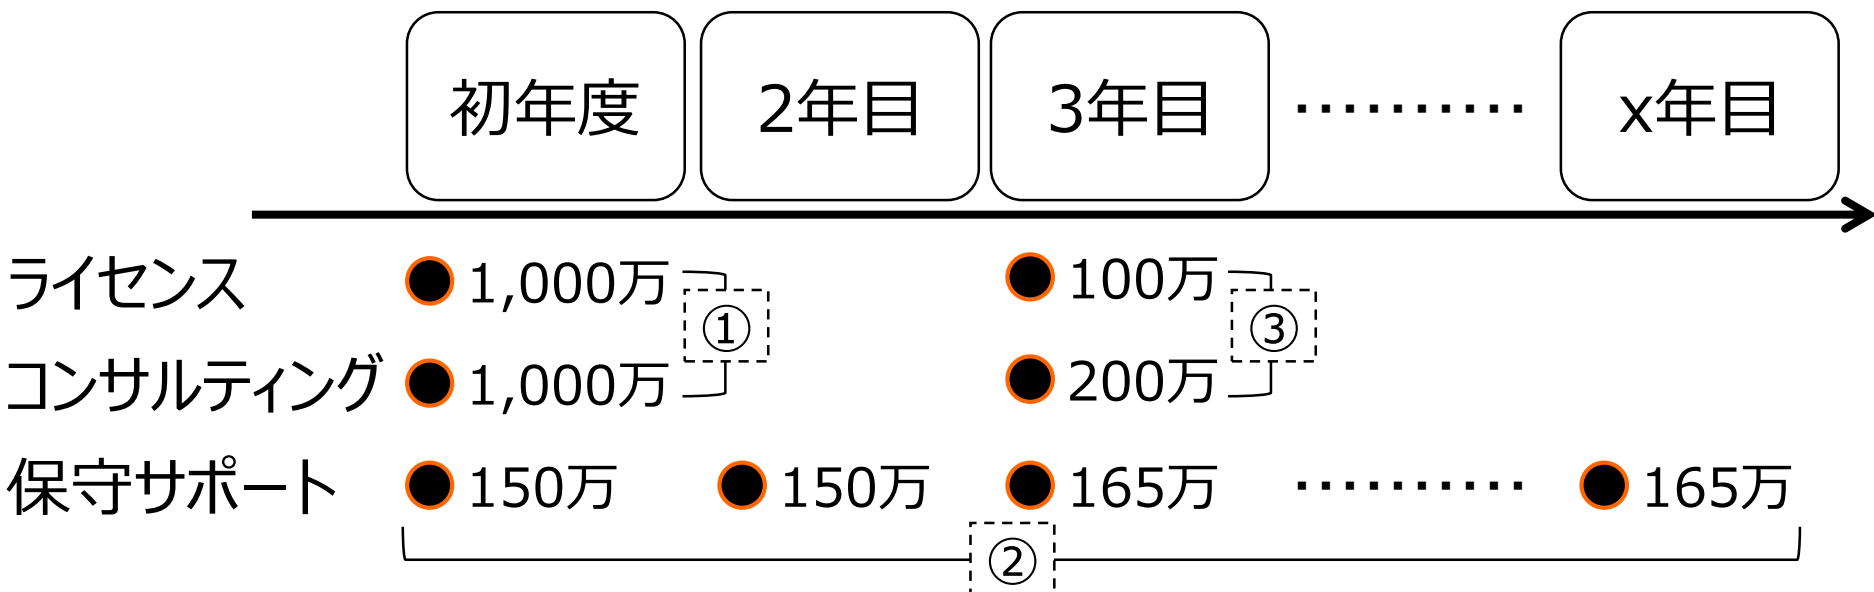 初年度 2年目 3年目 ・・・・・・・・・・ x年目
ライセンス 1,000万 100万
① ③
コンサルティング 1,000万 200万
保守サポート 150万 150万 165万 ・・・・・・・・・・ 165万
②